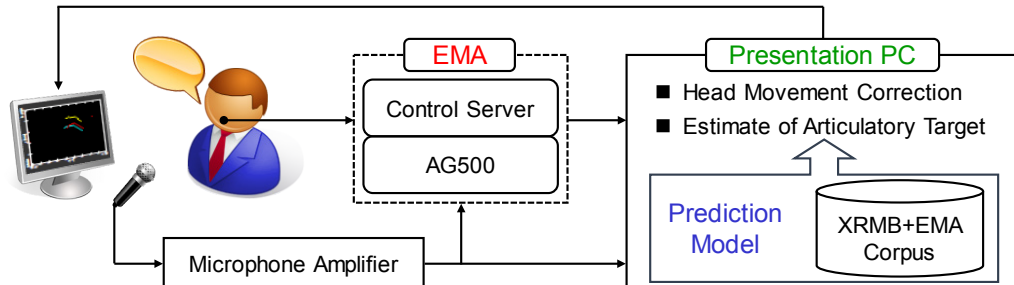 EMA
Control Server
AG500
Microphone Amplifier
Presentation PC
■ Head Movement Correction
■ Estimate of Articulatory Target
Prediction
Model
XRMB+EMA
Corpus